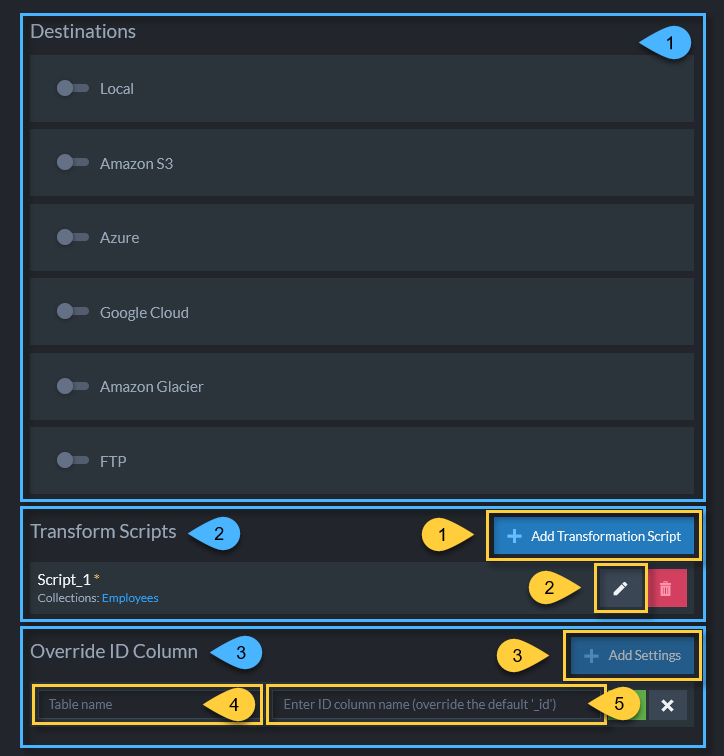 Destinations
1
Local
Amazon S3
Azure
Google Cloud
Amazon Glacier
FTP
Transform Scripts 2 1 + Add Transformation Script
Script_1 *
Collections: Employees
2
Override ID Column 3 3 + Add Settings
Table name 4 Enter ID column name (override the default '_id') 5